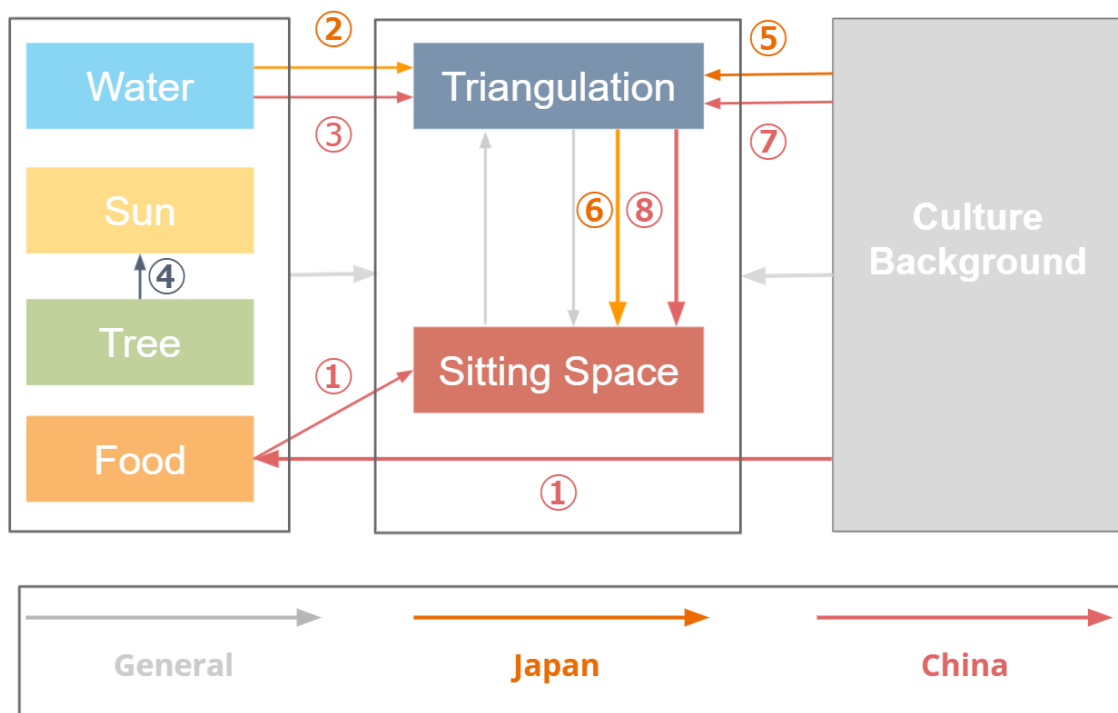 ②
⑤
Water
Triangulation
③
⑦
Sun
⑥
⑧
Culture
Background
④
Tree
①
Sitting Space
Food
①
General
Japan
China